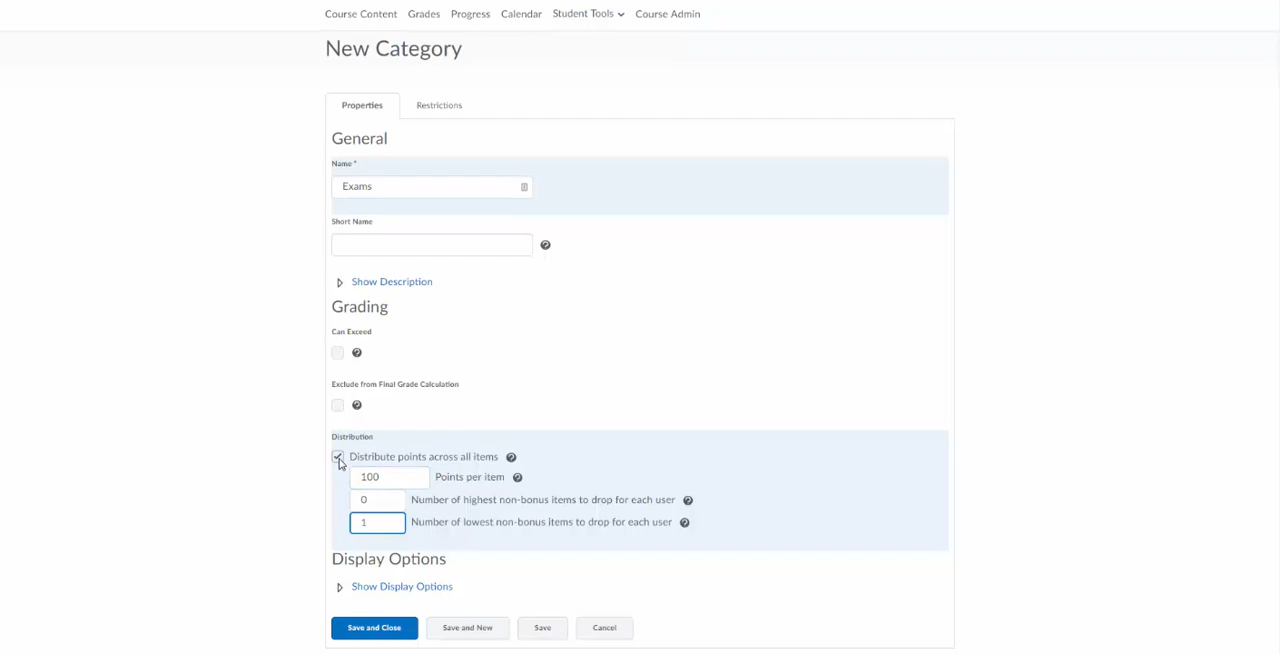 Course Content Grades Progress Calendar Student Tools Course Admin
New Category
Properties Restrictions
General
Name *
Exams
Short Name
Show Description
Grading
Can Exceed
Exclude from Final Grade Calculation
Distribution
Distribute points across all items
100 Points per item
0 Number of highest non-bonus items to drop for each user
1 Number of lowest non-bonus items to drop for each user
Display Options
Show Display Options
Save and Close Save and New Save Cancel